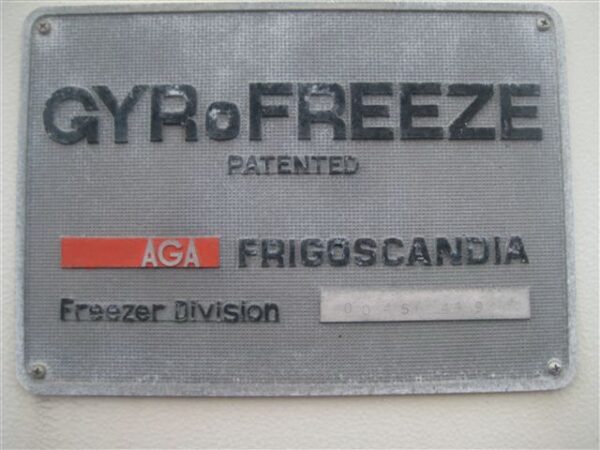 GYRoFREEZE
PATENTED
AGA FRIGOSCANDIA
Freezer Division